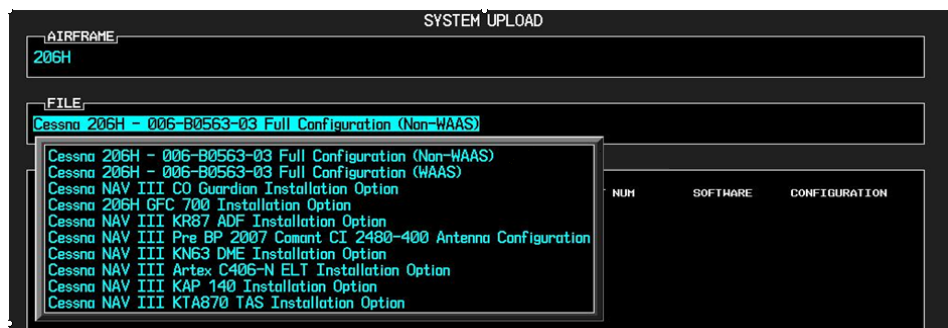 SYSTEM UPLOAD
AIRFRAME
206H
FILE
Cessna 206H - 006-B0563-03 Full Configuration (Non-WAAS)
Cessna 206H - 006-B0563-03 Full Configuration (Non-WAAS)
Cessna 206H - 006-B0563-03 Full Configuration (WAAS)
Cessna NAV III CO Guardian Installation Option
Cessna 206H GFC 700 Installation Option
Cessna NAV III KR87 ADF Installation Option
Cessna NAV III Pre BP 2007 Comant CI 2480-400 Antenna Configuration
Cessna NAV III KN63 DME Installation Option
Cessna NAV III Artex C406-N ELT Installation Option
Cessna NAV III KAP 140 Installation Option
Cessna NAV III KTA870 TAS Installation Option
NUM SOFTWARE CONFIGURATION